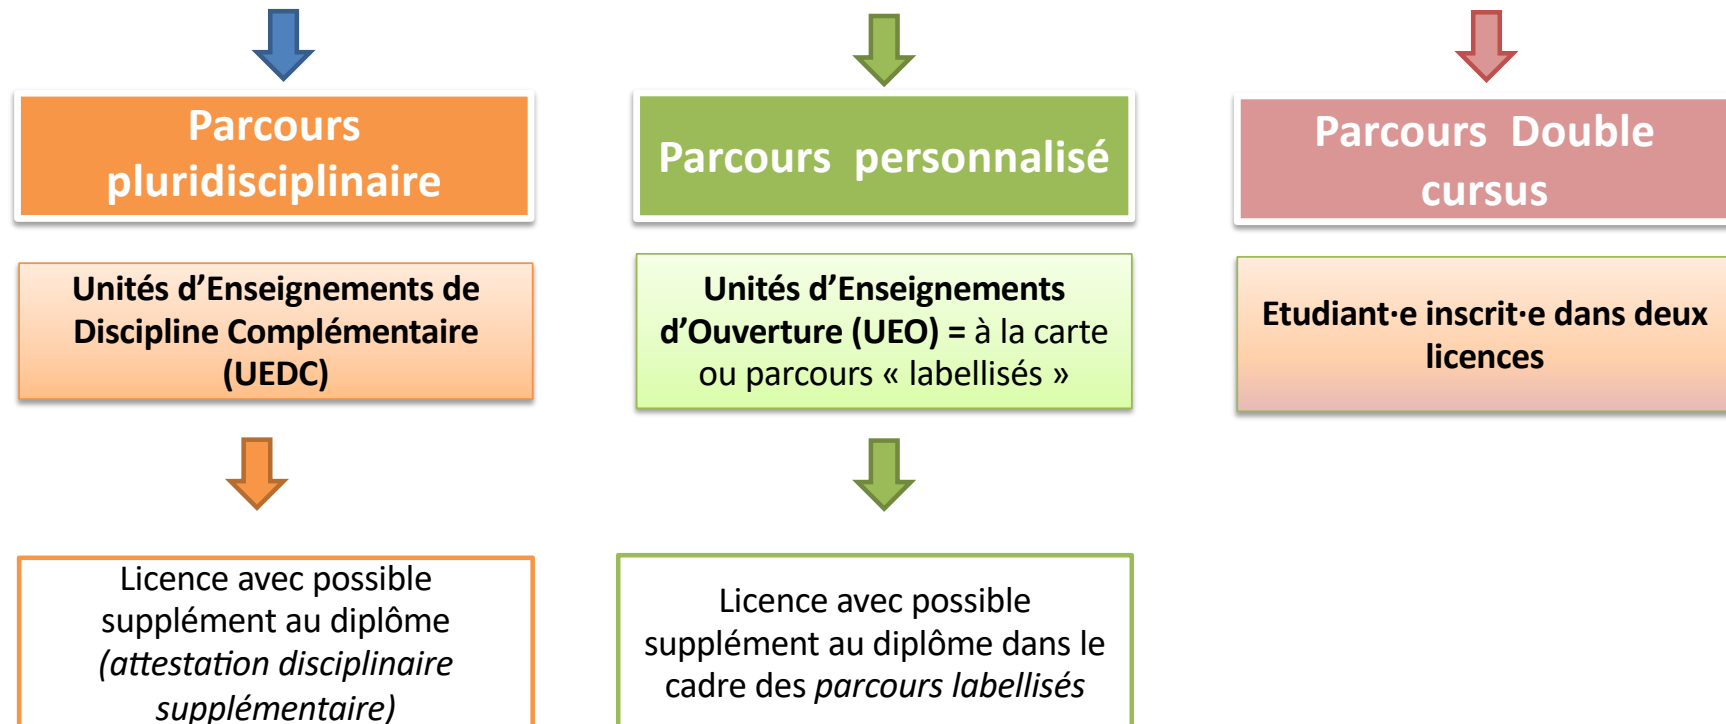 Parcours
pluridisciplinaire
Unités d’Enseignements de
Discipline Complémentaire
(UEDC)
Licence avec possible
supplément au diplôme
(attestation disciplinaire
supplémentaire)
Parcours personnalisé
Unités d’Enseignements
d’Ouverture (UEO) = à la carte
ou parcours « labellisés »
Licence avec possible
supplément au diplôme dans le
cadre des parcours labellisés
Parcours Double
cursus
Etudiant·e inscrit·e dans deux
licences